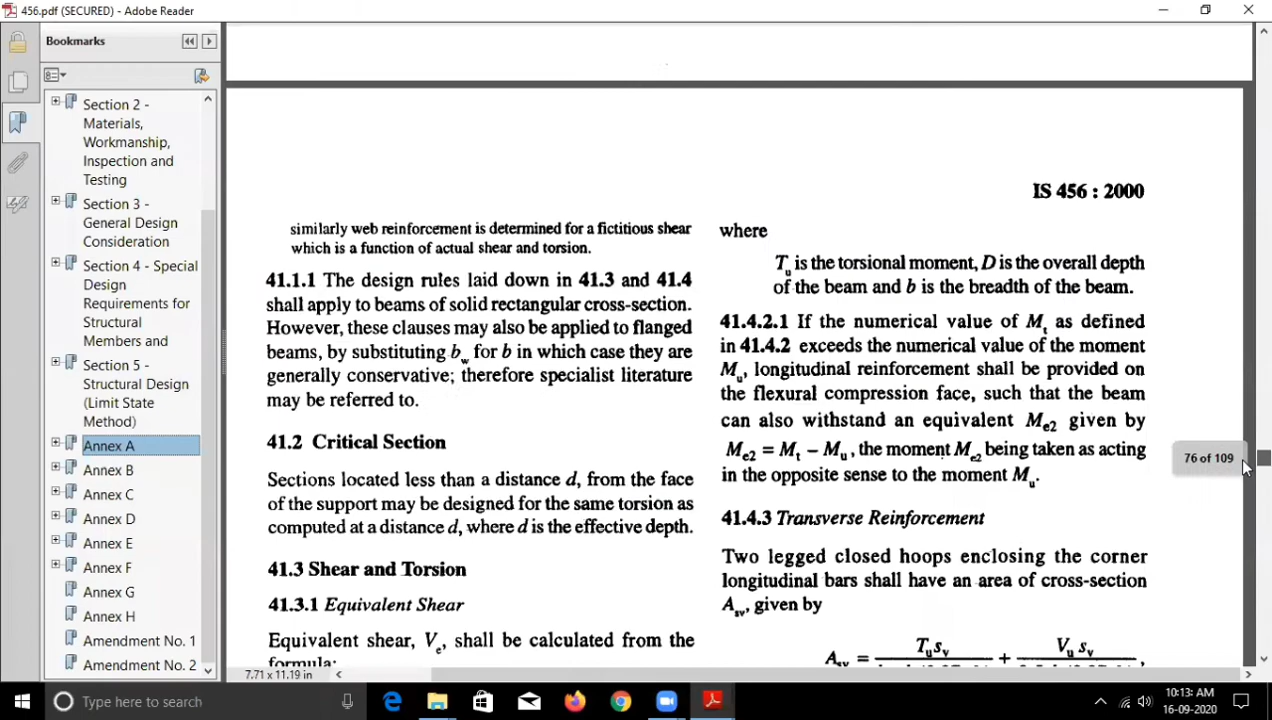 456.pdf (SECURED) - Adobe Reader
Bookmarks
Section 2 -
Materials,
Workmanship,
Inspection and
Testing
Section 3 -
General Design
Consideration
Section 4 - Special
Design
Requirements for
Structural
Members and
Section 5 -
Structural Design
(Limit State
Method)
Annex A
Annex B
Annex C
Annex D
Annex E
Annex F
Annex G
Annex H
Amendment No. 1
Amendment No. 2
similarly web reinforcement is determined for a fictitious shear
which is a function of actual shear and torsion.
41.1.1 The design rules laid down in 41.3 and 41.4
shall apply to beams of solid rectangular cross-section.
However, these clauses may also be applied to flanged
beams, by substituting bw for b in which case they are
generally conservative; therefore specialist literature
may be referred to.
41.2 Critical Section
Sections located less than a distance d, from the face
of the support may be designed for the same torsion as
computed at a distance d, where d is the effective depth.
41.3 Shear and Torsion
41.3.1 Equivalent Shear
Equivalent shear, Ve, shall be calculated from the
formula:
IS 456 : 2000
where
Tu is the torsional moment, D is the overall depth
of the beam and b is the breadth of the beam.
41.4.2.1 If the numerical value of Mt as defined
in 41.4.2 exceeds the numerical value of the moment
Mu, longitudinal reinforcement shall be provided on
the flexural compression face, such that the beam
can also withstand an equivalent Me2 given by
Me2 = Mt – Mu, the moment Me2 being taken as acting
in the opposite sense to the moment Mu.
41.4.3 Transverse Reinforcement
Two legged closed hoops enclosing the corner
longitudinal bars shall have an area of cross-section
Asv, given by
Asv = Tu sv + Vu sv ,
76 of 109
7.71 x 11.19 in
Type here to search
10:13: AM
16-09-2020